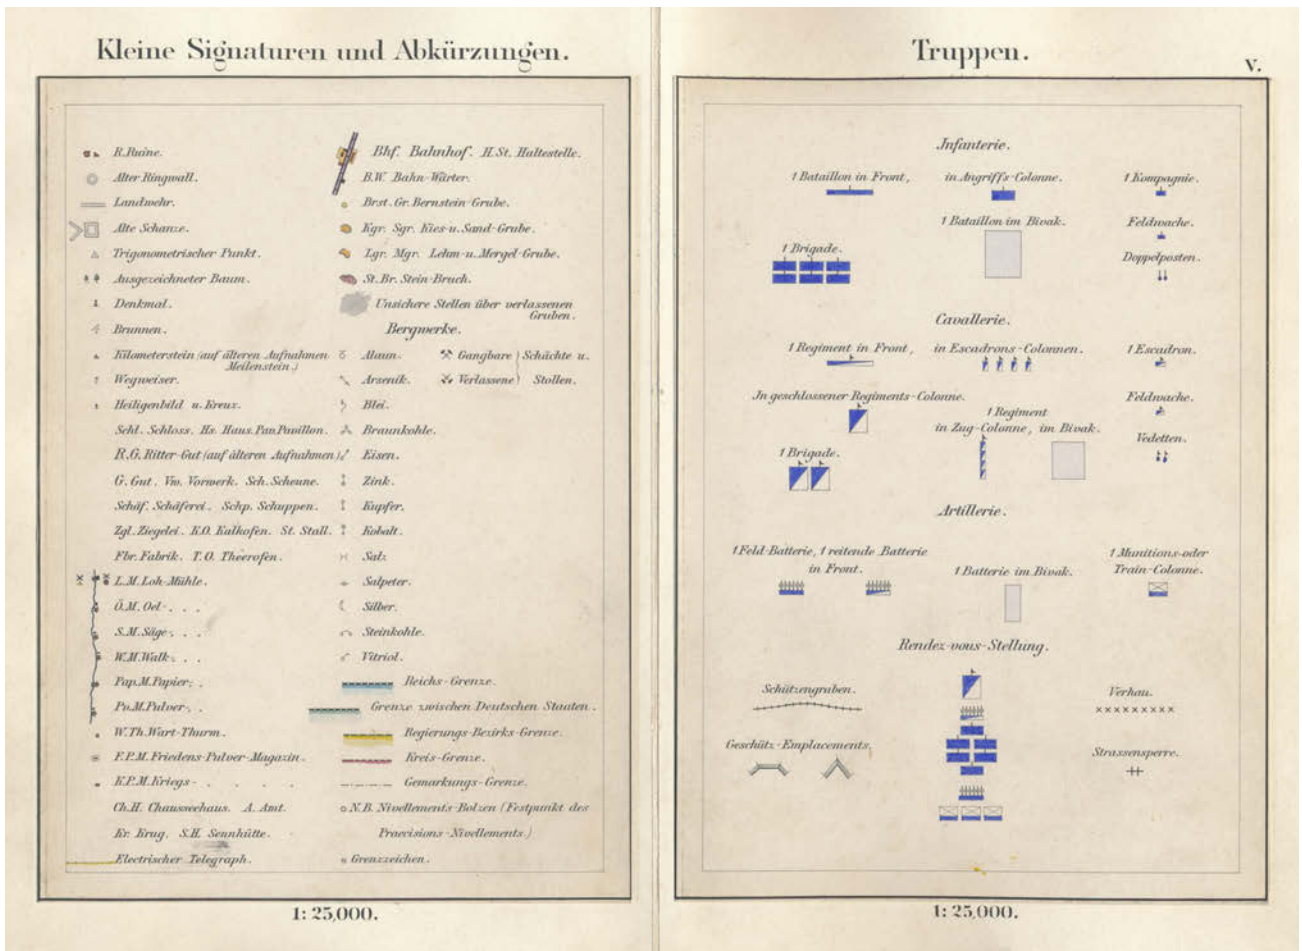 Kleine Signaturen und Abkürzungen.
R. Ruine.
Alter Ringwall.
Landwehr.
Alte Schanze.
Trigonometrischer Punkt.
Ausgezeichneter Baum.
Denkmal.
Brunnen.
Kilometerstein (auf älteren Aufnahmen
Meilenstein.)
Wegweiser.
Heiligenbild u. Kreuz.
Schl. Schloss. Hs. Haus. Pav. Pavillon.
R.G. Ritter-Gut (auf älteren Aufnahmen)
G. Gut. Vw. Vorwerk. Sch. Scheune.
Schäf. Schäferei. Schp. Schuppen.
Zgl. Ziegelei. K.O. Kalkofen. St. Stall.
Fbr. Fabrik. T.O. Theerofen.
L.M. Loh-Mühle.
Ö.M. Oel- . .
S.M. Säge- . .
W.M. Walk- . .
Pap.M. Papier- .
Pu.M. Pulver- .
W.Th. Wart-Thurm.
F.P.M. Friedens-Pulver-Magazin.
K.P.M. Kriegs- . . .
Ch.H. Chausseehaus. A. Amt.
Kr. Krug. S.H. Sennhütte.
Electrischer Telegraph.
Bhf. Bahnhof. H.St. Haltestelle.
B.W. Bahn-Wärter.
Brst. Gr. Bernstein-Grube.
Kgr. Sgr. Kies-u. Sand-Grube.
Lgr. Mgr. Lehm-u. Mergel-Grube.
St. Br. Stein-Bruch.
Unsichere Stellen über verlassenen
Gruben.
Bergwerke.
Alaun.
Arsenik.
Blei.
Braunkohle.
Eisen.
Zink.
Kupfer.
Kobalt.
Salz
Salpeter.
Silber.
Steinkohle.
Vitriol.
Gangbare } Schächte u.
Verlassene } Stollen.
Reichs-Grenze.
Grenze zwischen Deutschen Staaten.
Regierungs-Bezirks-Grenze.
Kreis-Grenze.
Gemarkungs-Grenze.
N.B. Nivellements-Bolzen (Festpunkt des
Praecisions-Nivellements.)
Grenzzeichen.
1:25,000.
Truppen.
V.
Infanterie.
1 Bataillon in Front,
in Angriffs-Colonne.
1 Kompagnie.
1 Bataillon im Bivak.
Feldwache.
1 Brigade.
Doppelposten.
Cavallerie.
1 Regiment in Front,
in Escadrons-Colonnen.
1 Escadron.
Jn geschlossener Regiments-Colonne.
Feldwache.
1 Regiment
in Zug-Colonne, im Bivak.
Vedetten.
1 Brigade.
Artillerie.
1 Feld-Batterie, 1 reitende Batterie
in Front.
1 Batterie im Bivak.
1 Munitions-oder
Train-Colonne.
Rendez-vous-Stellung.
Schützengraben.
Verhau.
Geschütz-Emplacements.
Strassensperre.
1:25,000.